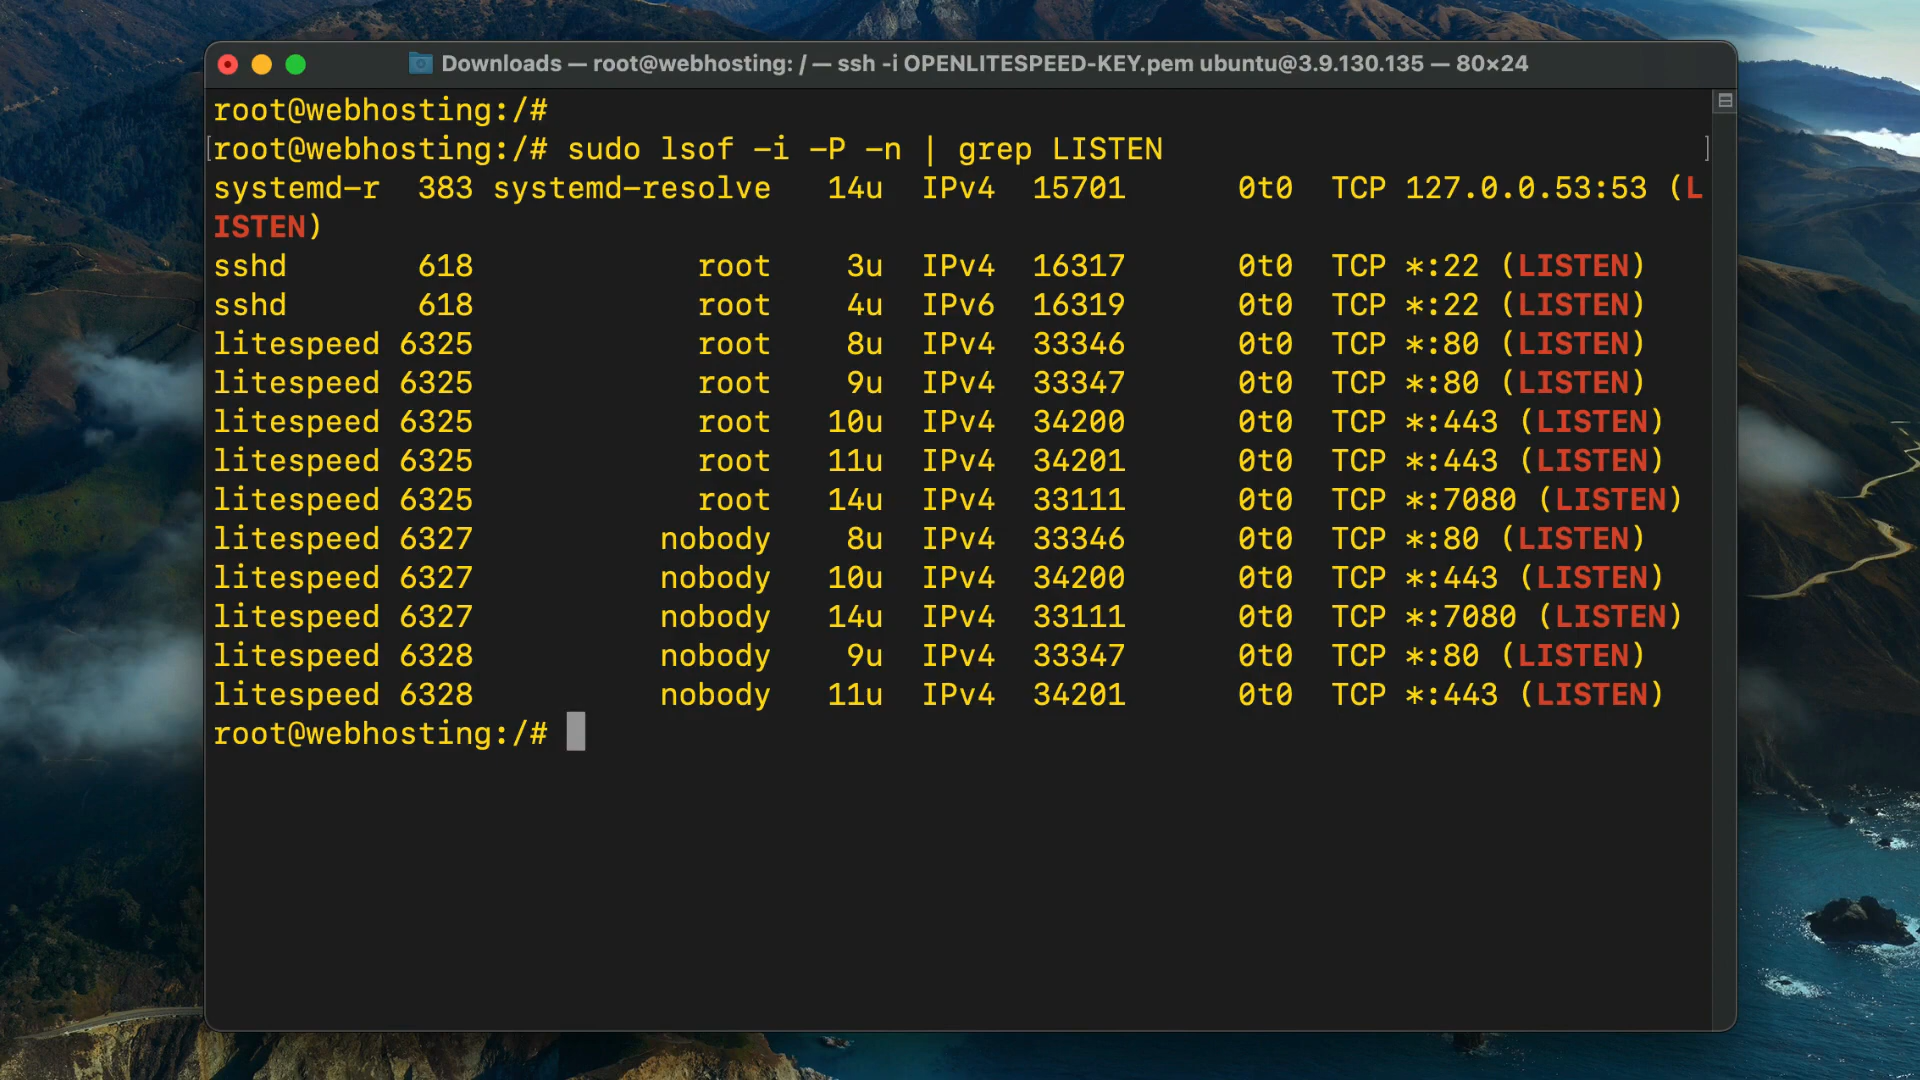 Downloads — root@webhosting: / — ssh -i OPENLITESPEED-KEY.pem ubuntu@3.9.130.135 — 80×24
root@webhosting:/#
[root@webhosting:/# sudo lsof -i -P -n | grep LISTEN ]
systemd-r  383 systemd-resolve   14u  IPv4  15701      0t0  TCP 127.0.0.53:53 (L
ISTEN)
sshd       618            root    3u  IPv4  16317      0t0  TCP *:22 (LISTEN)
sshd       618            root    4u  IPv6  16319      0t0  TCP *:22 (LISTEN)
litespeed 6325            root    8u  IPv4  33346      0t0  TCP *:80 (LISTEN)
litespeed 6325            root    9u  IPv4  33347      0t0  TCP *:80 (LISTEN)
litespeed 6325            root   10u  IPv4  34200      0t0  TCP *:443 (LISTEN)
litespeed 6325            root   11u  IPv4  34201      0t0  TCP *:443 (LISTEN)
litespeed 6325            root   14u  IPv4  33111      0t0  TCP *:7080 (LISTEN)
litespeed 6327          nobody    8u  IPv4  33346      0t0  TCP *:80 (LISTEN)
litespeed 6327          nobody   10u  IPv4  34200      0t0  TCP *:443 (LISTEN)
litespeed 6327          nobody   14u  IPv4  33111      0t0  TCP *:7080 (LISTEN)
litespeed 6328          nobody    9u  IPv4  33347      0t0  TCP *:80 (LISTEN)
litespeed 6328          nobody   11u  IPv4  34201      0t0  TCP *:443 (LISTEN)
root@webhosting:/#